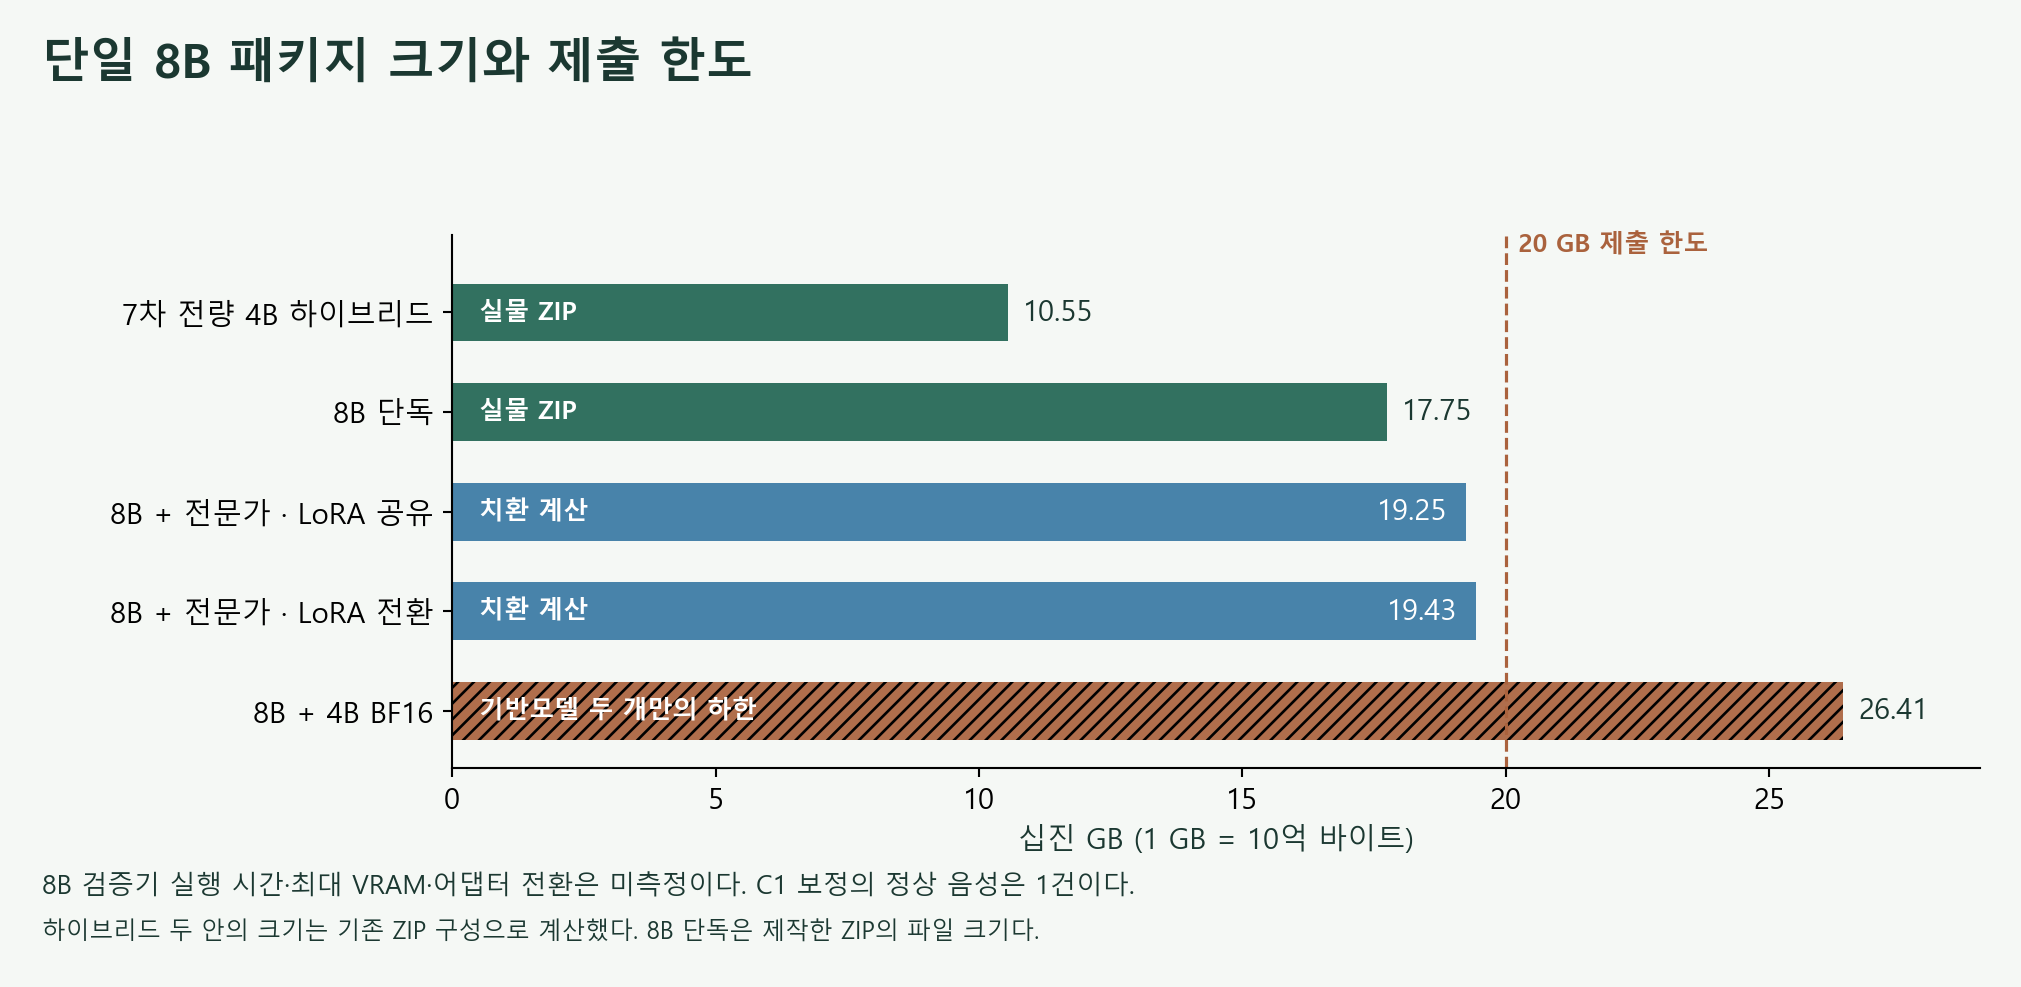 단일 8B 패키지 크기와 제출 한도
20 GB 제출 한도
7차 전량 4B 하이브리드
실물 ZIP
10.55
8B 단독
실물 ZIP
17.75
8B + 전문가 · LoRA 공유
치환 계산
19.25
8B + 전문가 · LoRA 전환
치환 계산
19.43
8B + 4B BF16
기반모델 두 개만의 하한
26.41
0 5 10 15 20 25
십진 GB (1 GB = 10억 바이트)
8B 검증기 실행 시간·최대 VRAM·어댑터 전환은 미측정이다. C1 보정의 정상 음성은 1건이다.
하이브리드 두 안의 크기는 기존 ZIP 구성으로 계산했다. 8B 단독은 제작한 ZIP의 파일 크기다.